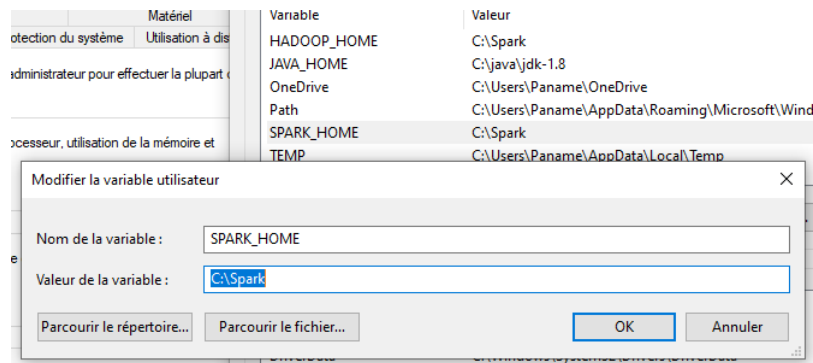 Matériel
otection du système Utilisation à dis
administrateur pour effectuer la plupart
ocesseur, utilisation de la mémoire et
Variable Valeur
HADOOP_HOME C:\Spark
JAVA_HOME C:\java\jdk-1.8
OneDrive C:\Users\Paname\OneDrive
Path C:\Users\Paname\AppData\Roaming\Microsoft\Wind
SPARK_HOME C:\Spark
TEMP C:\Users\Paname\AppData\Local\Temp
Modifier la variable utilisateur
Nom de la variable : SPARK_HOME
Valeur de la variable : C:\Spark
Parcourir le répertoire... Parcourir le fichier... OK Annuler